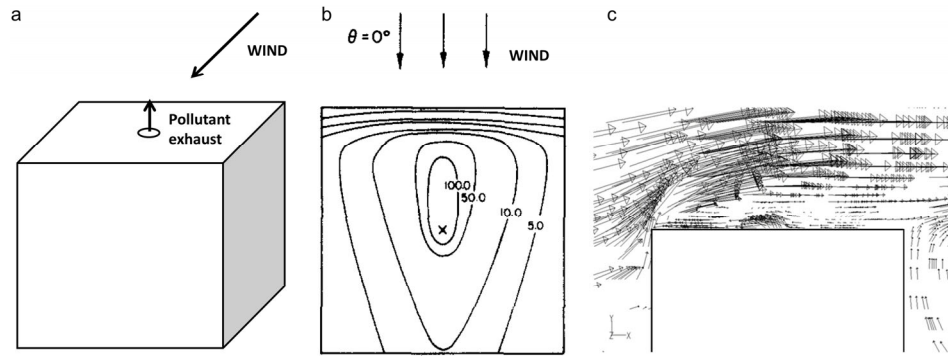 a
WIND
Pollutant
exhaust
b
θ = 0°
WIND
100.0
50.0
10.0
5.0
×
c
Y
Z X